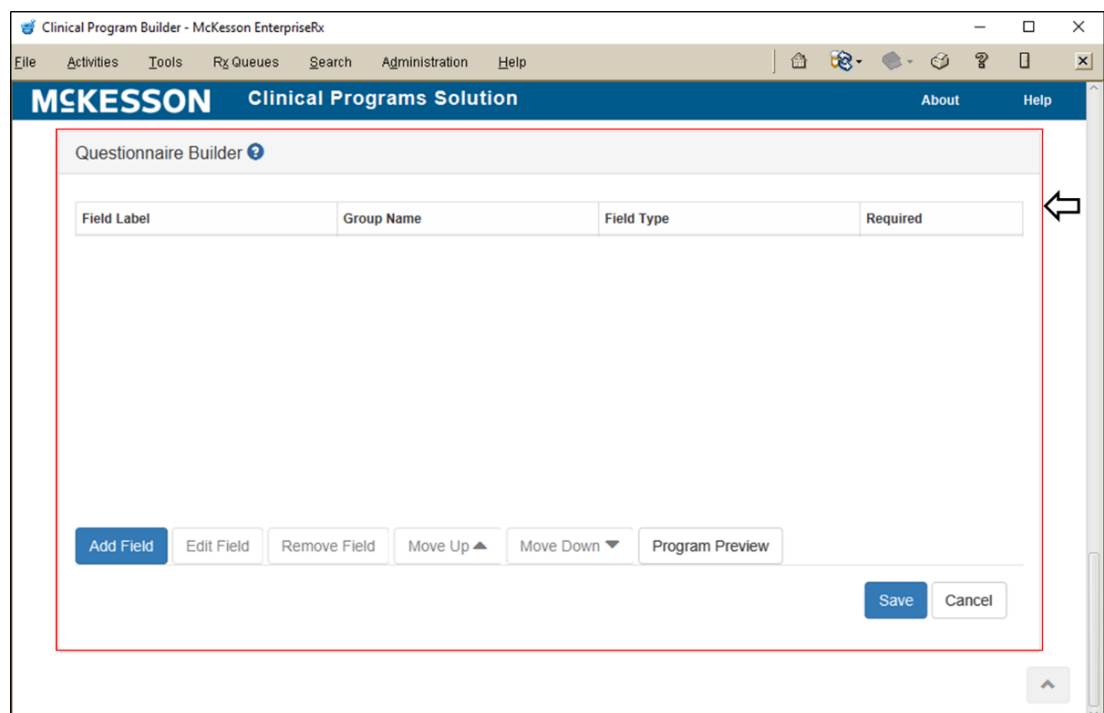 Clinical Program Builder - McKesson EnterpriseRx
File Activities Tools Rx Queues Search Administration Help
MCKESSON Clinical Programs Solution About Help
Questionnaire Builder
Field Label Group Name Field Type Required
Add Field Edit Field Remove Field Move Up Move Down Program Preview
Save Cancel